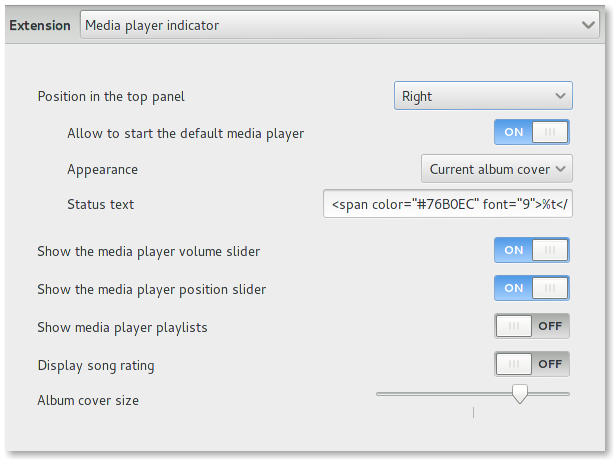 Extension Media player indicator
Position in the top panel Right
Allow to start the default media player ON
Appearance Current album cover
Status text <span color="#76B0EC" font="9">%t</
Show the media player volume slider ON
Show the media player position slider ON
Show media player playlists OFF
Display song rating OFF
Album cover size